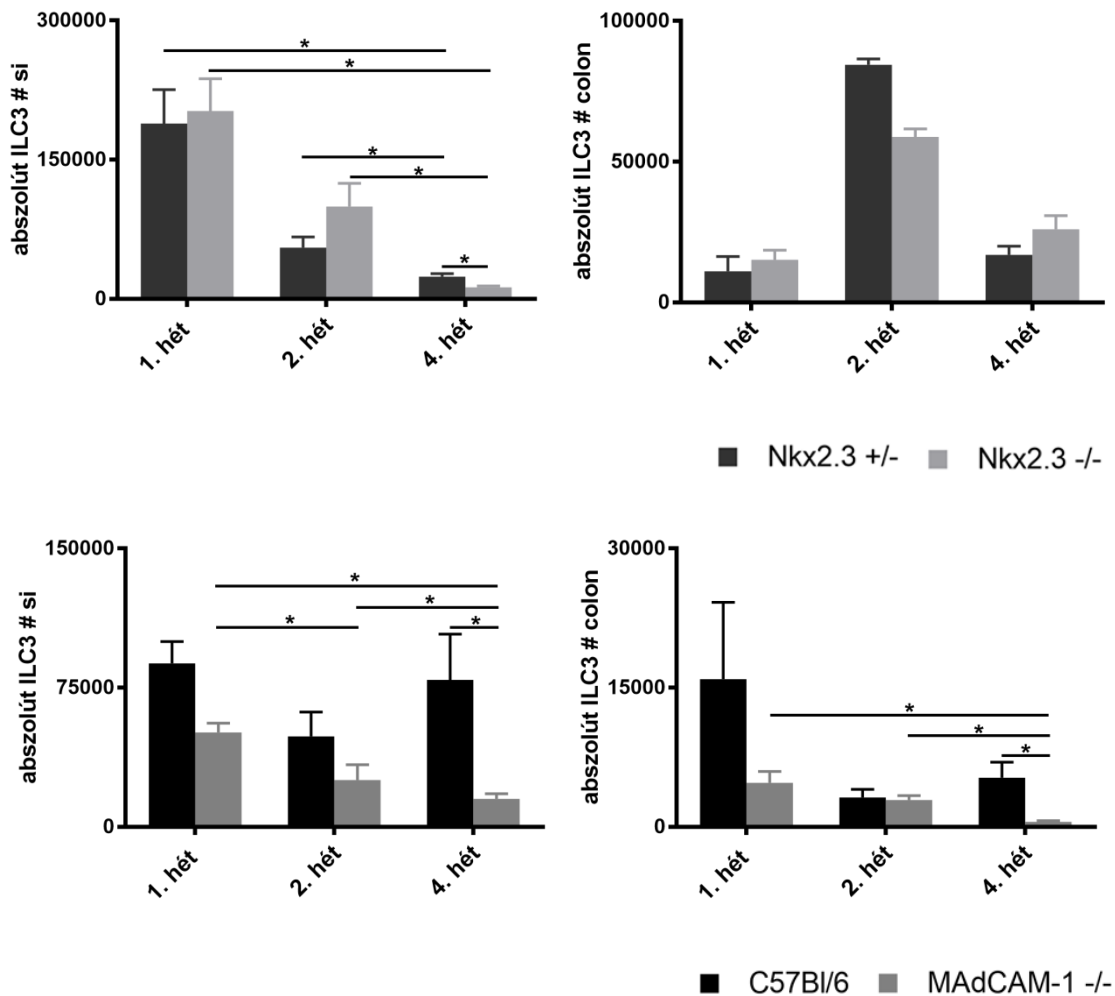 abszolút ILC3 # si
300000
150000
0
*
*
*
*
*
1. hét
2. hét
4. hét
abszolút ILC3 # colon
100000
50000
0
1. hét
2. hét
4. hét
Nkx2.3 +/- Nkx2.3 -/-
abszolút ILC3 # si
150000
75000
0
*
*
*
*
1. hét
2. hét
4. hét
abszolút ILC3 # colon
30000
15000
0
*
*
*
1. hét
2. hét
4. hét
C57Bl/6 MAdCAM-1 -/-